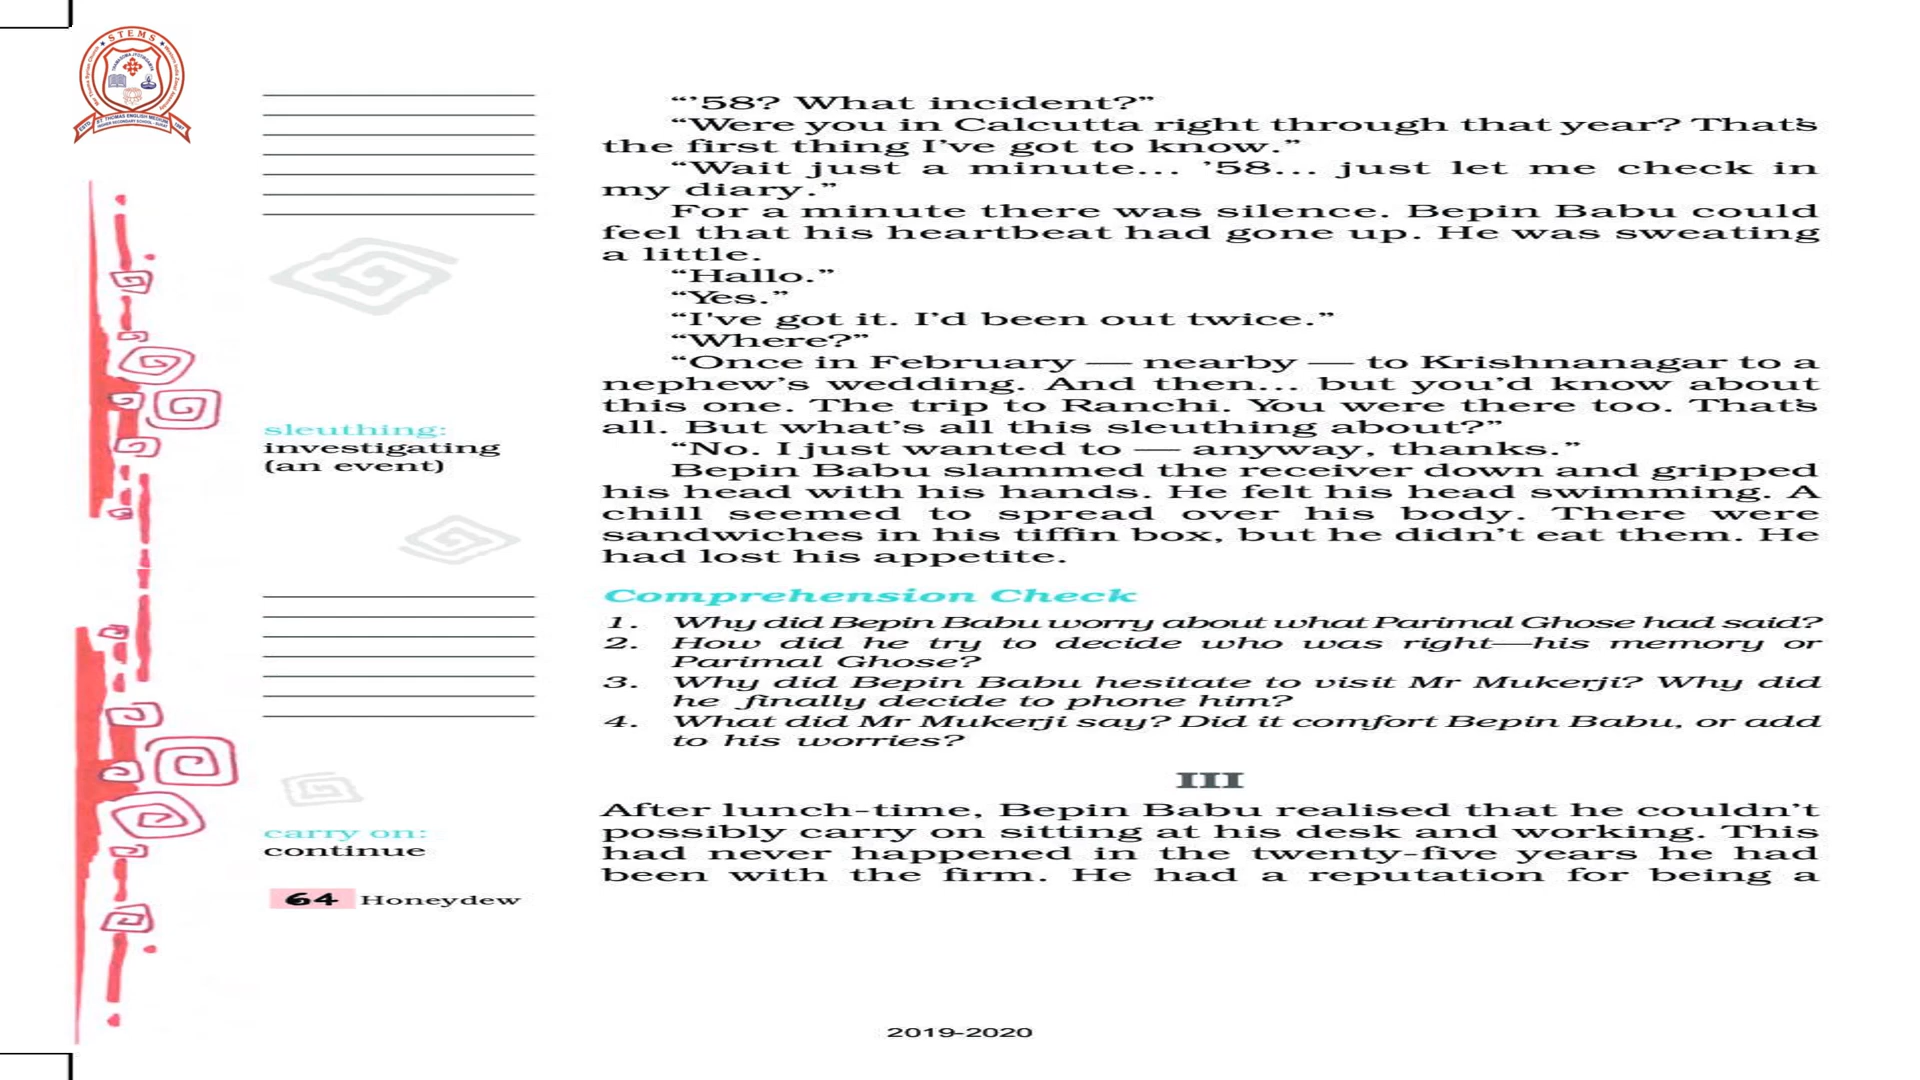 STEMS
ST. THOMAS ENGLISH MEDIUM
HIGHER SECONDARY SCHOOL - SURAT
ESTD
1987
“’58? What incident?”
“Were you in Calcutta right through that year? That’s
the first thing I’ve got to know.”
“Wait just a minute... ’58... just let me check in
my diary.”
For a minute there was silence. Bepin Babu could
feel that his heartbeat had gone up. He was sweating
a little.
“Hallo.”
“Yes.”
“I've got it. I’d been out twice.”
“Where?”
“Once in February — nearby — to Krishnanagar to a
nephew’s wedding. And then... but you’d know about
this one. The trip to Ranchi. You were there too. That’s
all. But what’s all this sleuthing about?”
“No. I just wanted to — anyway, thanks.”
Bepin Babu slammed the receiver down and gripped
his head with his hands. He felt his head swimming. A
chill seemed to spread over his body. There were
sandwiches in his tiffin box, but he didn’t eat them. He
had lost his appetite.
sleuthing:
investigating
(an event)
Comprehension Check
1. Why did Bepin Babu worry about what Parimal Ghose had said?
2. How did he try to decide who was right—his memory or
Parimal Ghose?
3. Why did Bepin Babu hesitate to visit Mr Mukerji? Why did
he finally decide to phone him?
4. What did Mr Mukerji say? Did it comfort Bepin Babu, or add
to his worries?
III
After lunch-time, Bepin Babu realised that he couldn’t
possibly carry on sitting at his desk and working. This
had never happened in the twenty-five years he had
been with the firm. He had a reputation for being a
carry on:
continue
64 Honeydew
2019-2020